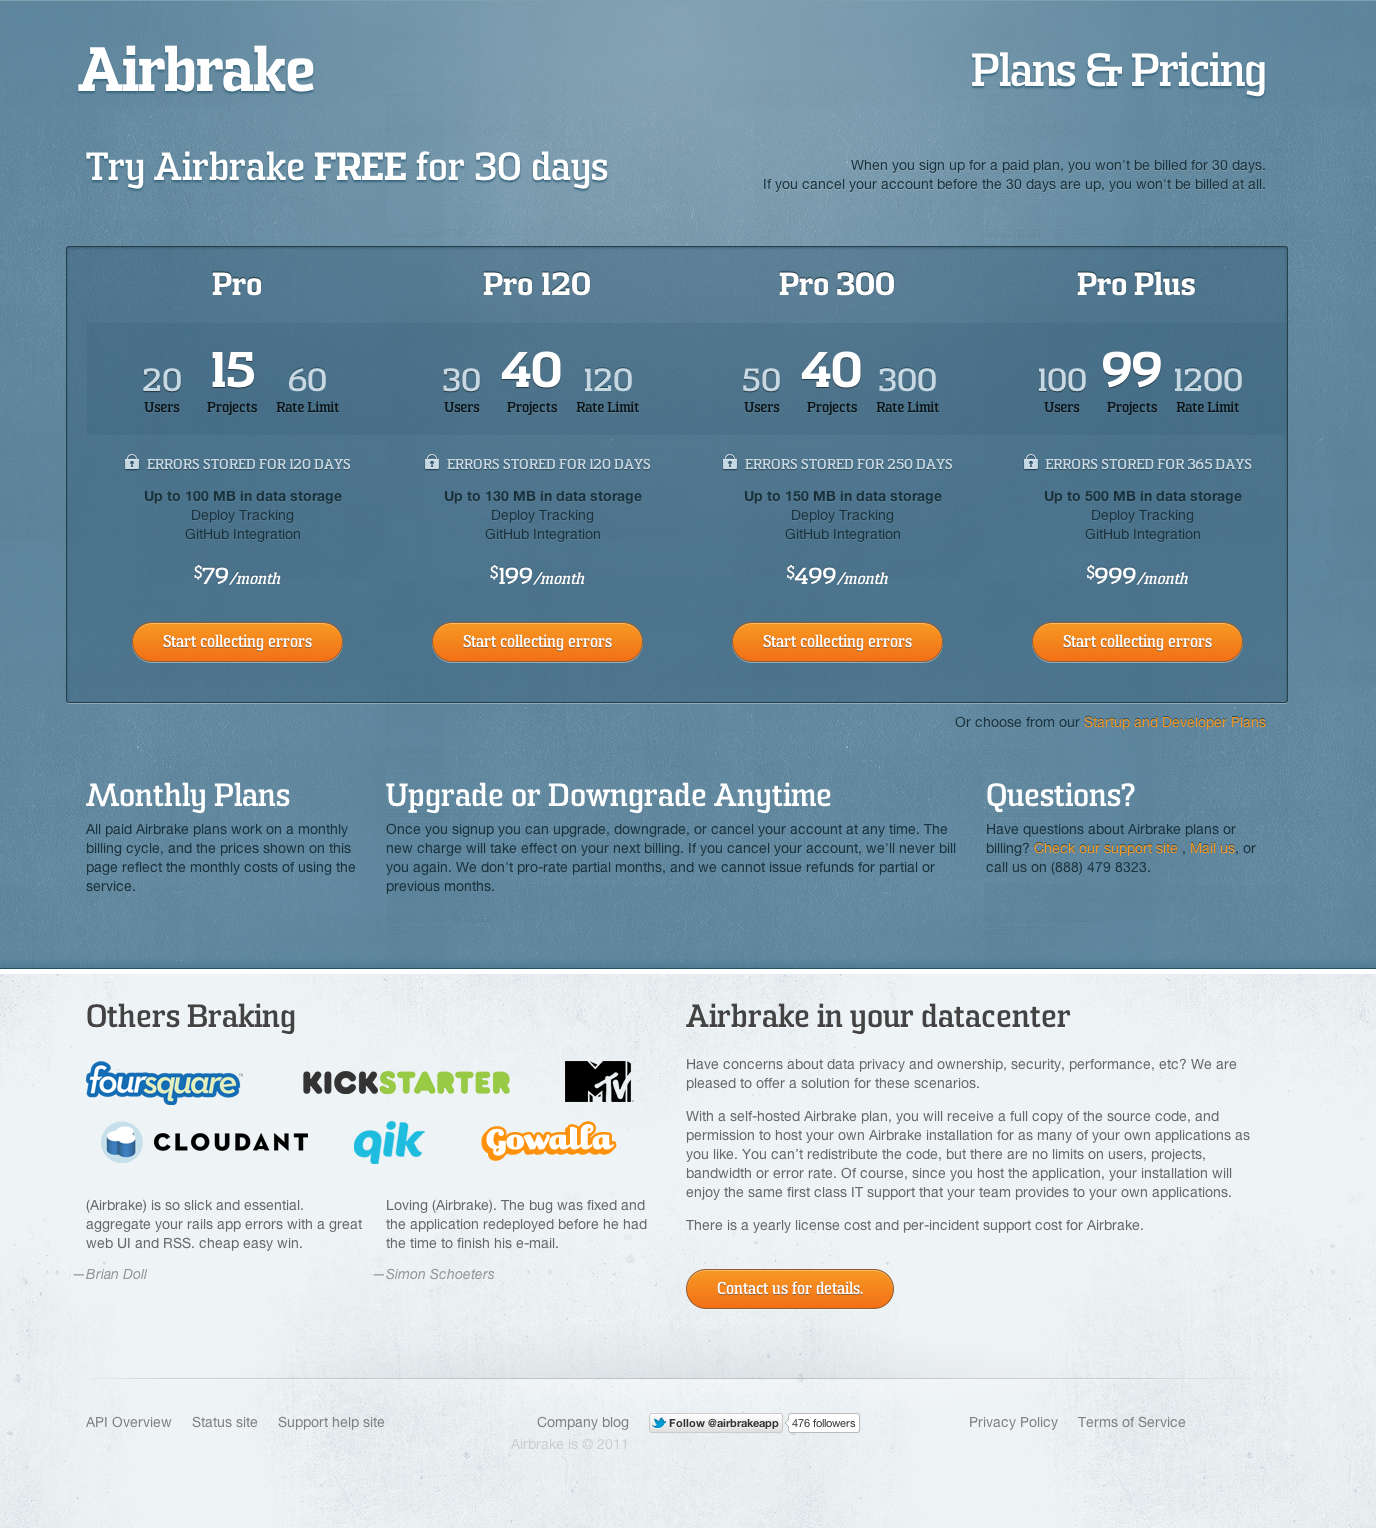 Airbrake
Plans & Pricing
Try Airbrake FREE for 30 days
When you sign up for a paid plan, you won't be billed for 30 days.
If you cancel your account before the 30 days are up, you won't be billed at all.
Pro
20 15 60
Users Projects Rate Limit
ERRORS STORED FOR 120 DAYS
Up to 100 MB in data storage
Deploy Tracking
GitHub Integration
$79/month
Start collecting errors
Pro 120
30 40 120
Users Projects Rate Limit
ERRORS STORED FOR 120 DAYS
Up to 130 MB in data storage
Deploy Tracking
GitHub Integration
$199/month
Start collecting errors
Pro 300
50 40 300
Users Projects Rate Limit
ERRORS STORED FOR 250 DAYS
Up to 150 MB in data storage
Deploy Tracking
GitHub Integration
$499/month
Start collecting errors
Pro Plus
100 99 1200
Users Projects Rate Limit
ERRORS STORED FOR 365 DAYS
Up to 500 MB in data storage
Deploy Tracking
GitHub Integration
$999/month
Start collecting errors
Or choose from our Startup and Developer Plans
Monthly Plans
All paid Airbrake plans work on a monthly
billing cycle, and the prices shown on this
page reflect the monthly costs of using the
service.
Upgrade or Downgrade Anytime
Once you signup you can upgrade, downgrade, or cancel your account at any time. The
new charge will take effect on your next billing. If you cancel your account, we'll never bill
you again. We don't pro-rate partial months, and we cannot issue refunds for partial or
previous months.
Questions?
Have questions about Airbrake plans or
billing? Check our support site , Mail us, or
call us on (888) 479 8323.
Others Braking
foursquare™
KICKSTARTER
MTV
CLOUDANT
qik
Gowalla
(Airbrake) is so slick and essential.
aggregate your rails app errors with a great
web UI and RSS. cheap easy win.
—Brian Doll
Loving (Airbrake). The bug was fixed and
the application redeployed before he had
the time to finish his e-mail.
—Simon Schoeters
Airbrake in your datacenter
Have concerns about data privacy and ownership, security, performance, etc? We are
pleased to offer a solution for these scenarios.
With a self-hosted Airbrake plan, you will receive a full copy of the source code, and
permission to host your own Airbrake installation for as many of your own applications as
you like. You can't redistribute the code, but there are no limits on users, projects,
bandwidth or error rate. Of course, since you host the application, your installation will
enjoy the same first class IT support that your team provides to your own applications.
There is a yearly license cost and per-incident support cost for Airbrake.
Contact us for details.
API Overview Status site Support help site
Company blog
Follow @airbrakeapp 476 followers
Privacy Policy Terms of Service
Airbrake is © 2011